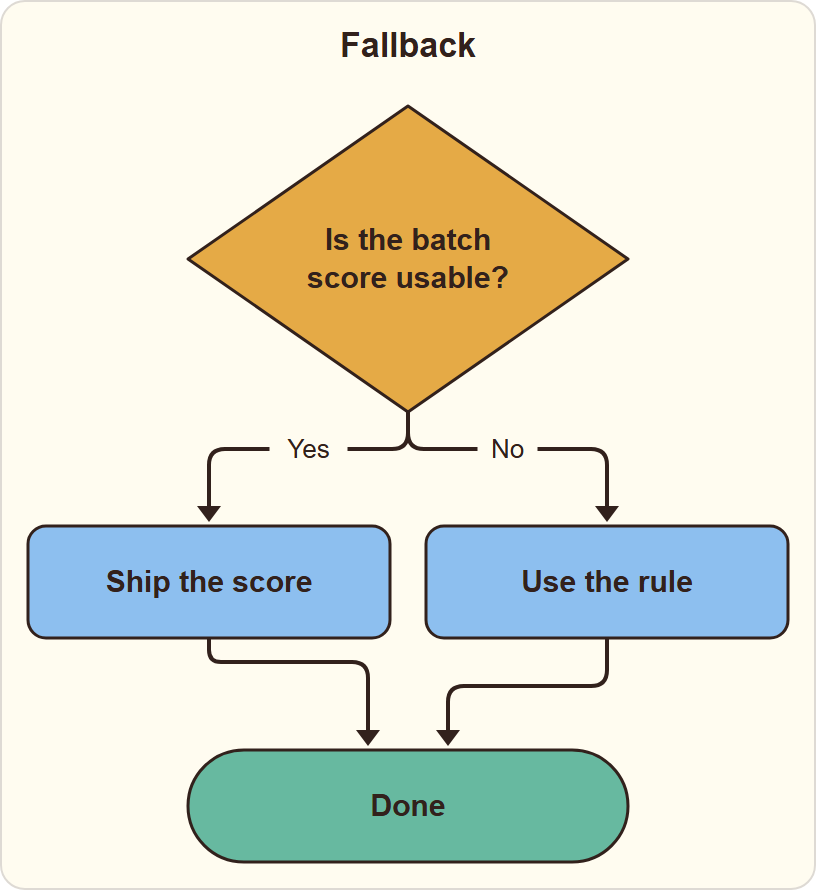 Fallback
Is the batch
score usable?
Yes
No
Ship the score
Use the rule
Done